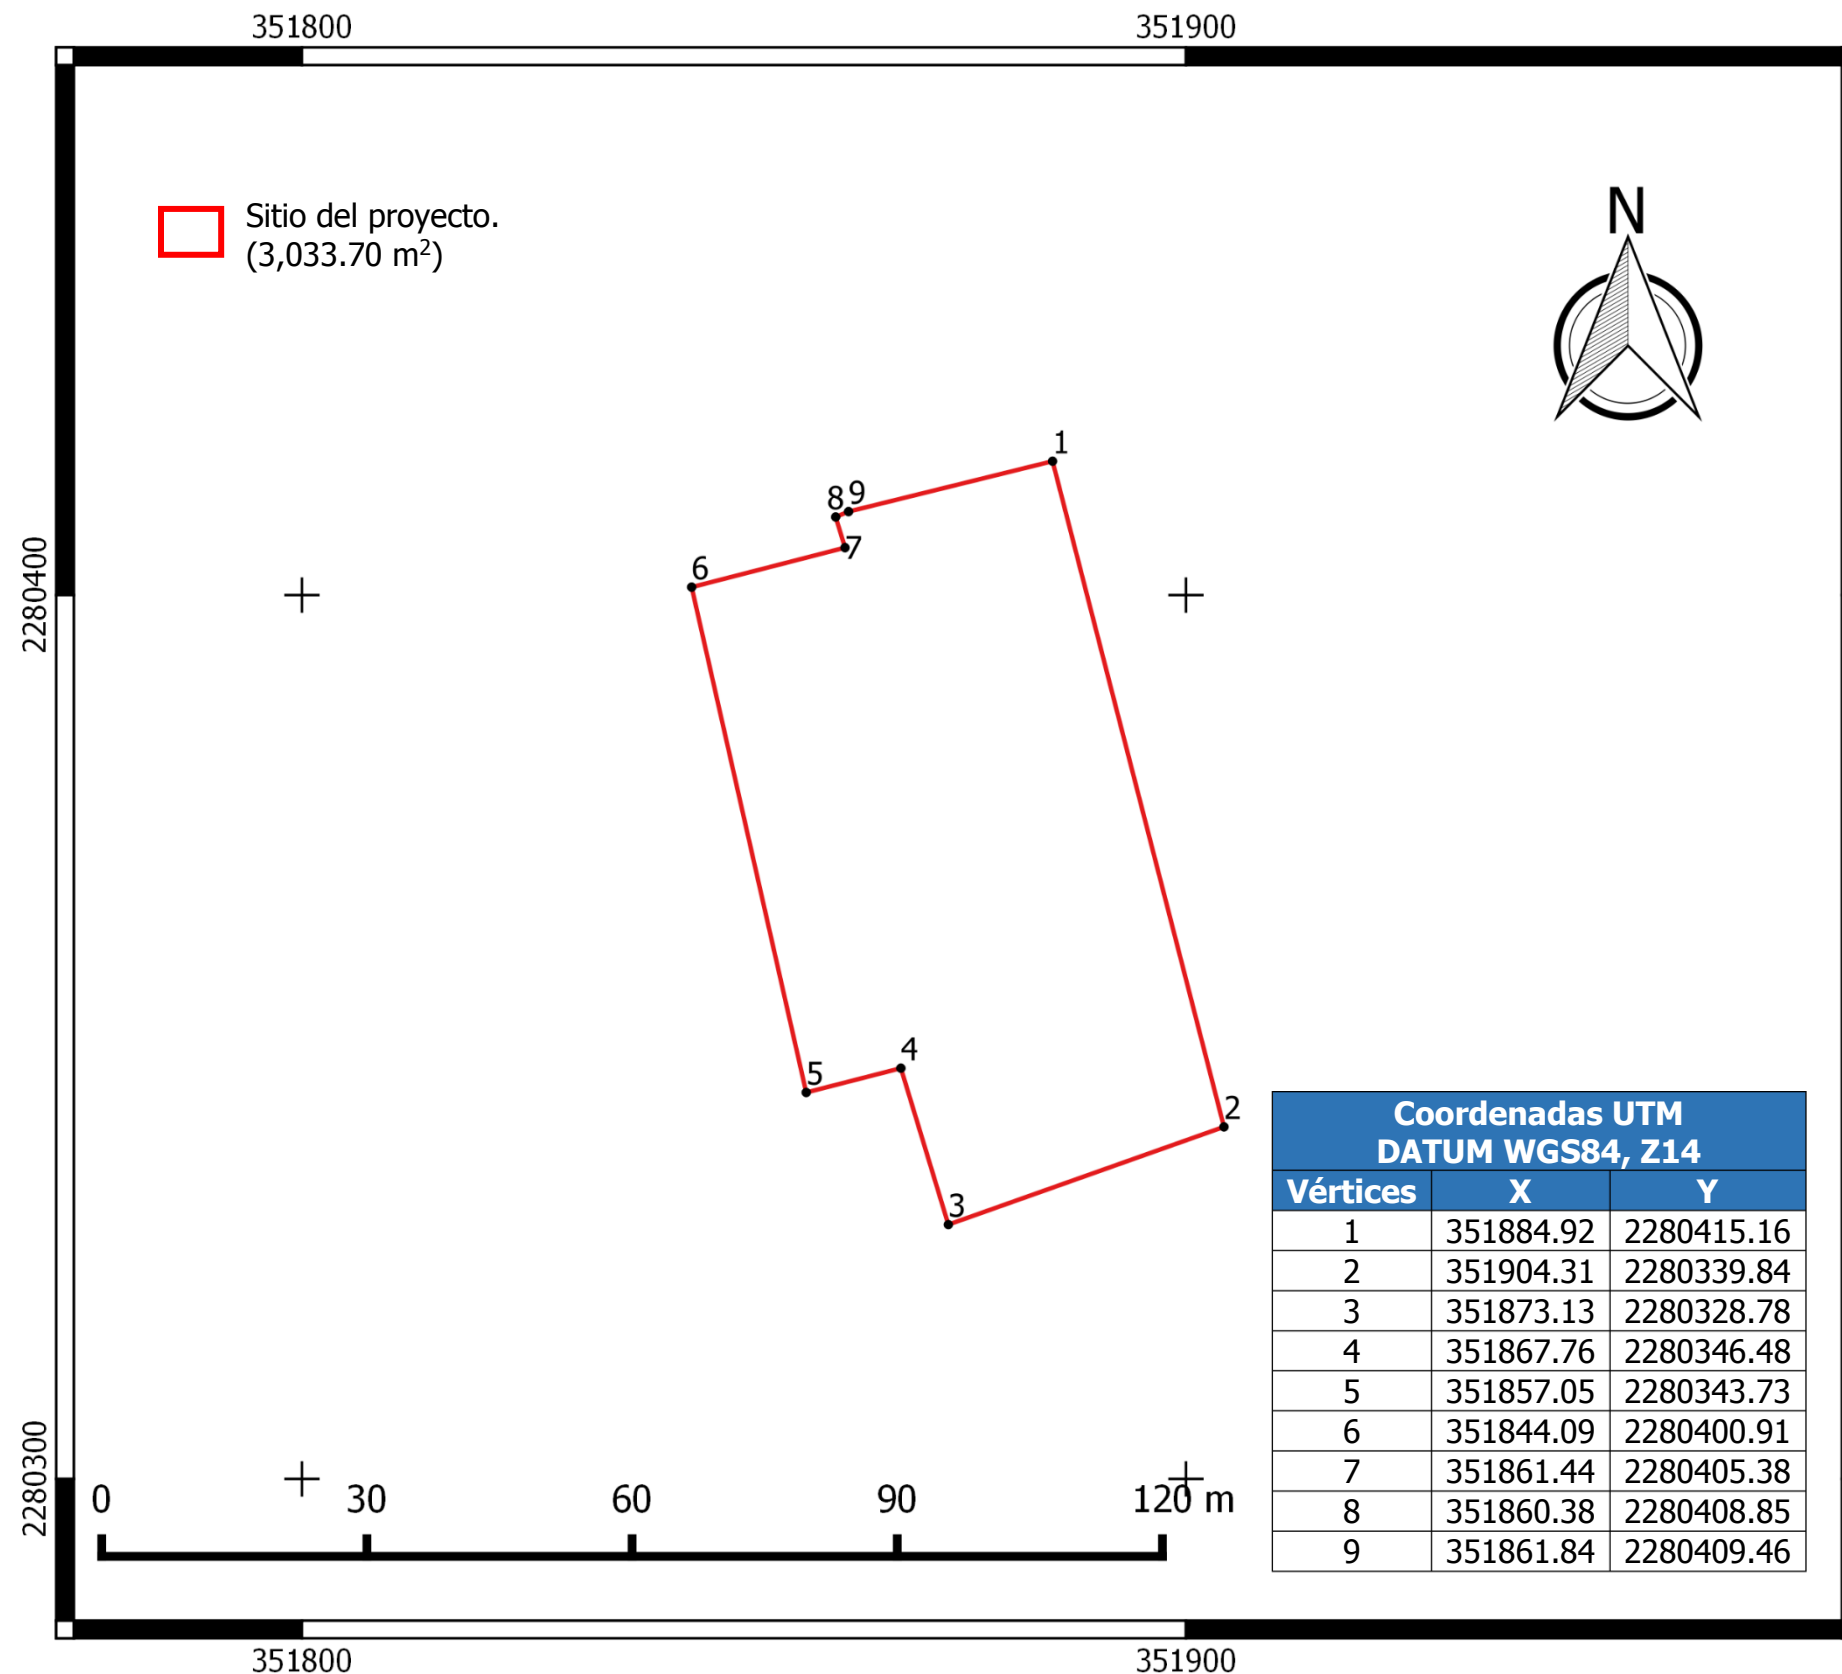 351800 351900
Sitio del proyecto.
(3,033.70 m²)
N
1
8 9
7
6
2280400
4
5
2
3
Coordenadas UTM
DATUM WGS84, Z14
Vértices X Y
1 351884.92 2280415.16
2 351904.31 2280339.84
3 351873.13 2280328.78
4 351867.76 2280346.48
5 351857.05 2280343.73
6 351844.09 2280400.91
7 351861.44 2280405.38
8 351860.38 2280408.85
9 351861.84 2280409.46
2280300
0 30 60 90 120 m
351800 351900